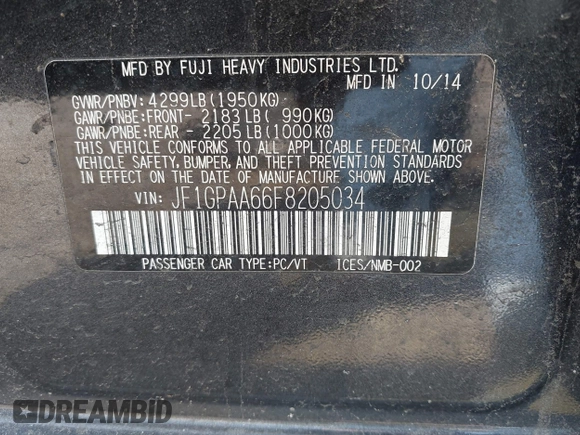 MFD BY FUJI HEAVY INDUSTRIES LTD.
MFD IN 10/14
GVWR/PNBV: 4299LB(1950KG)
GAWR/PNBE:FRONT- 2183LB( 990KG)
GAWR/PNBE:REAR - 2205LB(1000KG)
THIS VEHICLE CONFORMS TO ALL APPLICABLE FEDERAL MOTOR
VEHICLE SAFETY, BUMPER, AND THEFT PREVENTION STANDARDS
IN EFFECT ON THE DATE OF MANUFACTURE SHOWN ABOVE.
VIN: JF1GPAA66F8205034
PASSENGER CAR TYPE:PC/VT ICES/NMB-002
DREAMBID